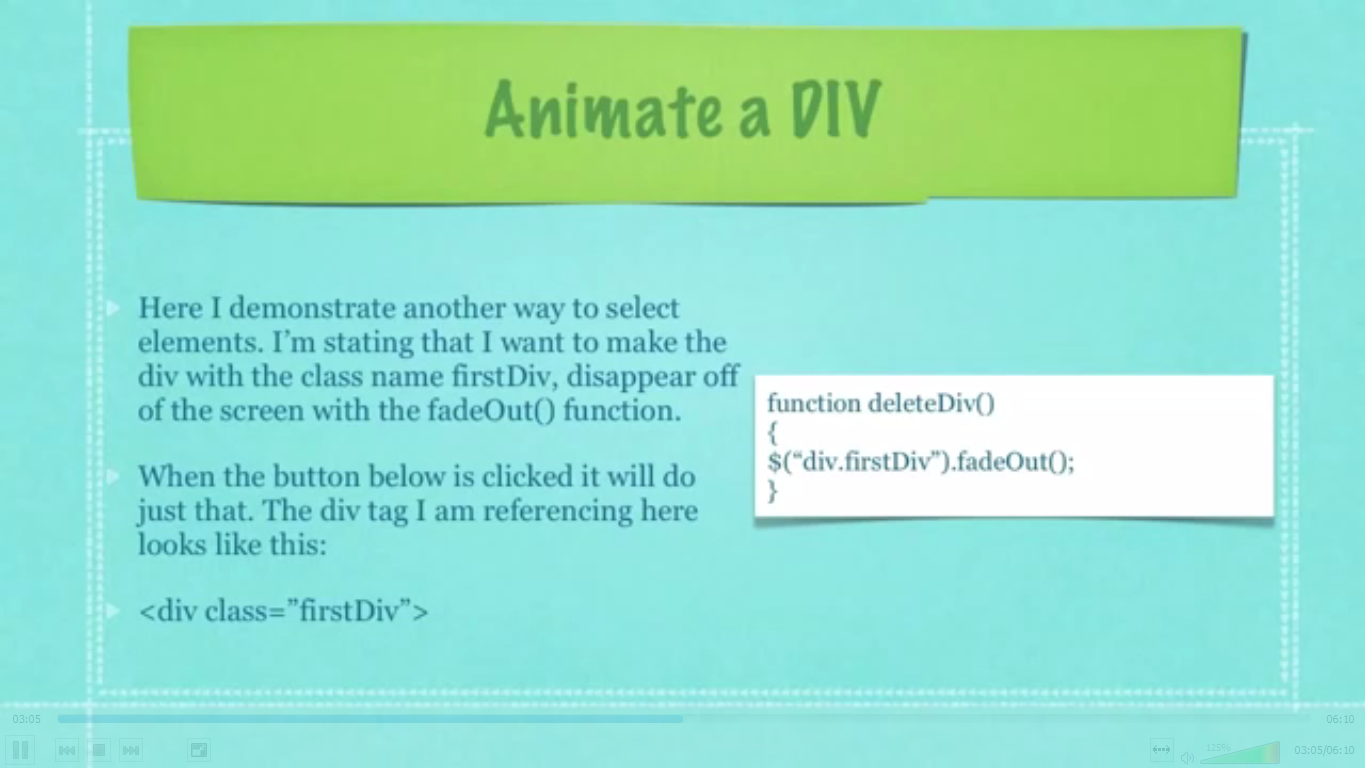 Animate a DIV
Here I demonstrate another way to select
elements. I’m stating that I want to make the
div with the class name firstDiv, disappear off
of the screen with the fadeOut() function.
When the button below is clicked it will do
just that. The div tag I am referencing here
looks like this:
<div class=”firstDiv”>
function deleteDiv()
{
$(“div.firstDiv”).fadeOut();
}
03:05
06:10
125%
03:05/06:10